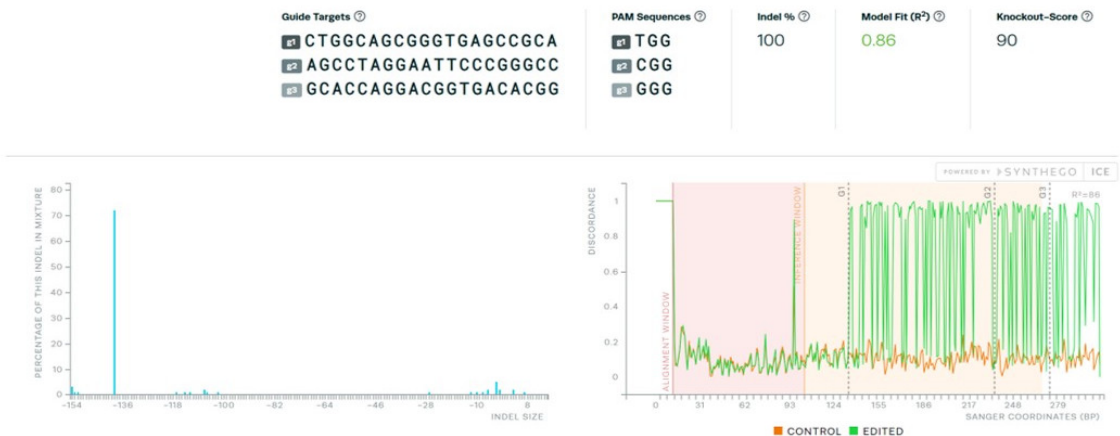 Guide Targets ? PAM Sequences ? Indel % ? Model Fit (R²) ? Knockout-Score ?
g1 CTGGCAGCGGGTGAGCCGCA g1 TGG 100 0.86 90
g2 AGCCTAGGAATTCCCGGGCC g2 CGG
g3 GCACCAGGACGGTGACACGG g3 GGG
POWERED BY SYNTHEGO ICE
PERCENTAGE OF THIS INDEL IN MIXTURE
80
70
60
50
40
30
20
10
0
-154 -136 -118 -100 -82 -64 -46 -28 -10 8
INDEL SIZE
DISCORDANCE
1
0.8
0.6
0.4
0.2
0
ALIGNMENT WINDOW
INFERENCE WINDOW
G1
G2
G3
R²=86
0 31 62 93 124 155 186 217 248 279
SANGER COORDINATES (BP)
CONTROL EDITED